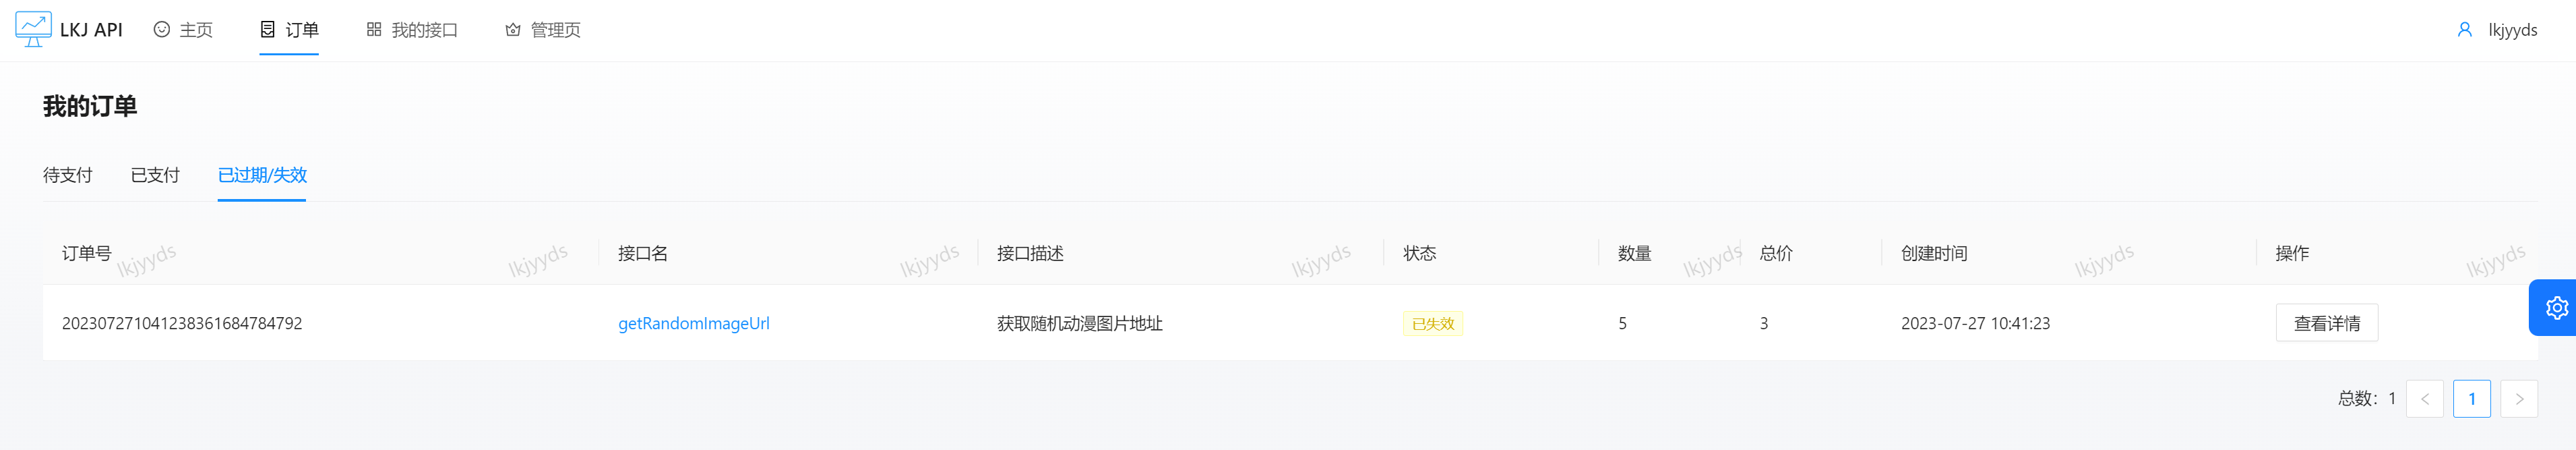 LKJ API 主页 订单 我的接口 管理页 lkjyyds
我的订单
待支付 已支付 已过期/失效
订单号 接口名 接口描述 状态 数量 总价 创建时间 操作
lkjyyds lkjyyds lkjyyds lkjyyds lkjyyds lkjyyds lkjyyds
202307271041238361684784792 getRandomImageUrl 获取随机动漫图片地址 已失效 5 3 2023-07-27 10:41:23 查看详情
总数：1 < 1 >